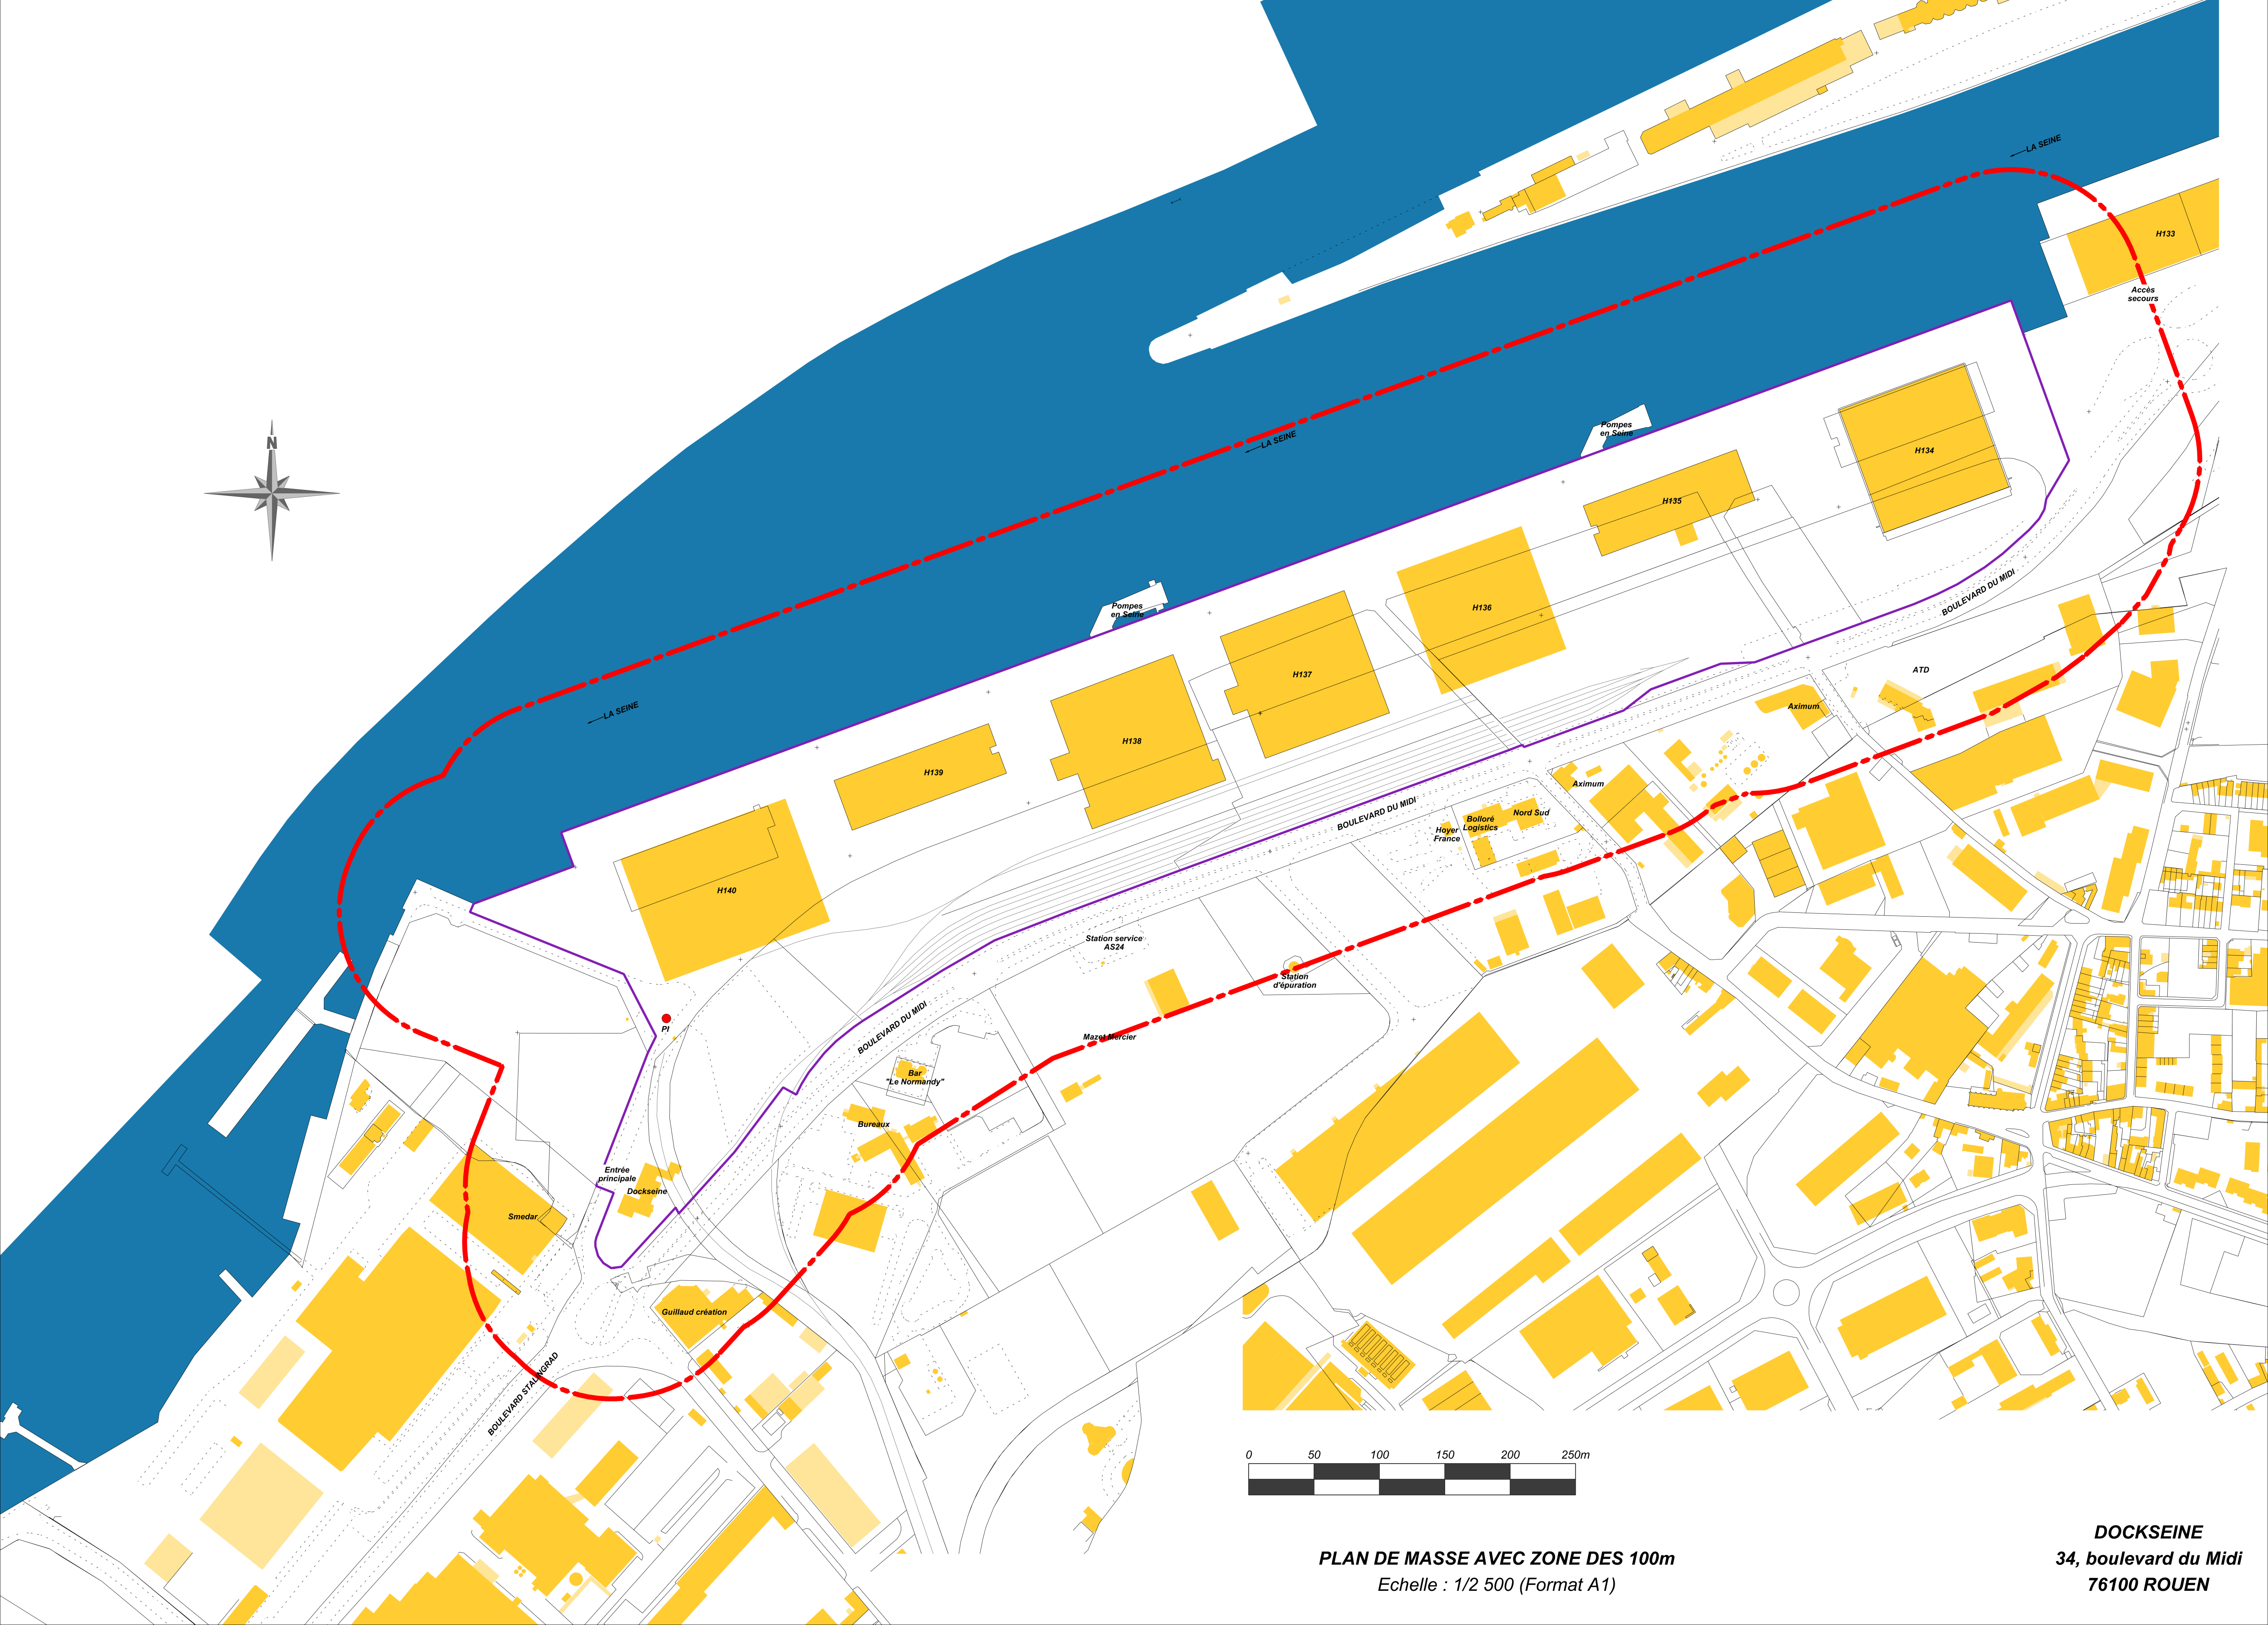 LA SEINE
H133
Accès
secours
N
LA SEINE
Pompes
en Seine
H134
H135
BOULEVARD DU MIDI
Pompes
en Seine
H136
H137
ATD
LA SEINE
Aximum
H138
H139
Aximum
BOULEVARD DU MIDI
Nord Sud
Bolloré
Logistics
Hoyer
France
H140
Station service
AS24
Station
d'épuration
PI
BOULEVARD DU MIDI
Mazet Mercier
Bar
"Le Normandy"
Bureaux
Entrée
principale
Dockseine
Smedar
Guillaud création
BOULEVARD STALINGRAD
0 50 100 150 200 250m
PLAN DE MASSE AVEC ZONE DES 100m
Echelle : 1/2 500 (Format A1)
DOCKSEINE
34, boulevard du Midi
76100 ROUEN